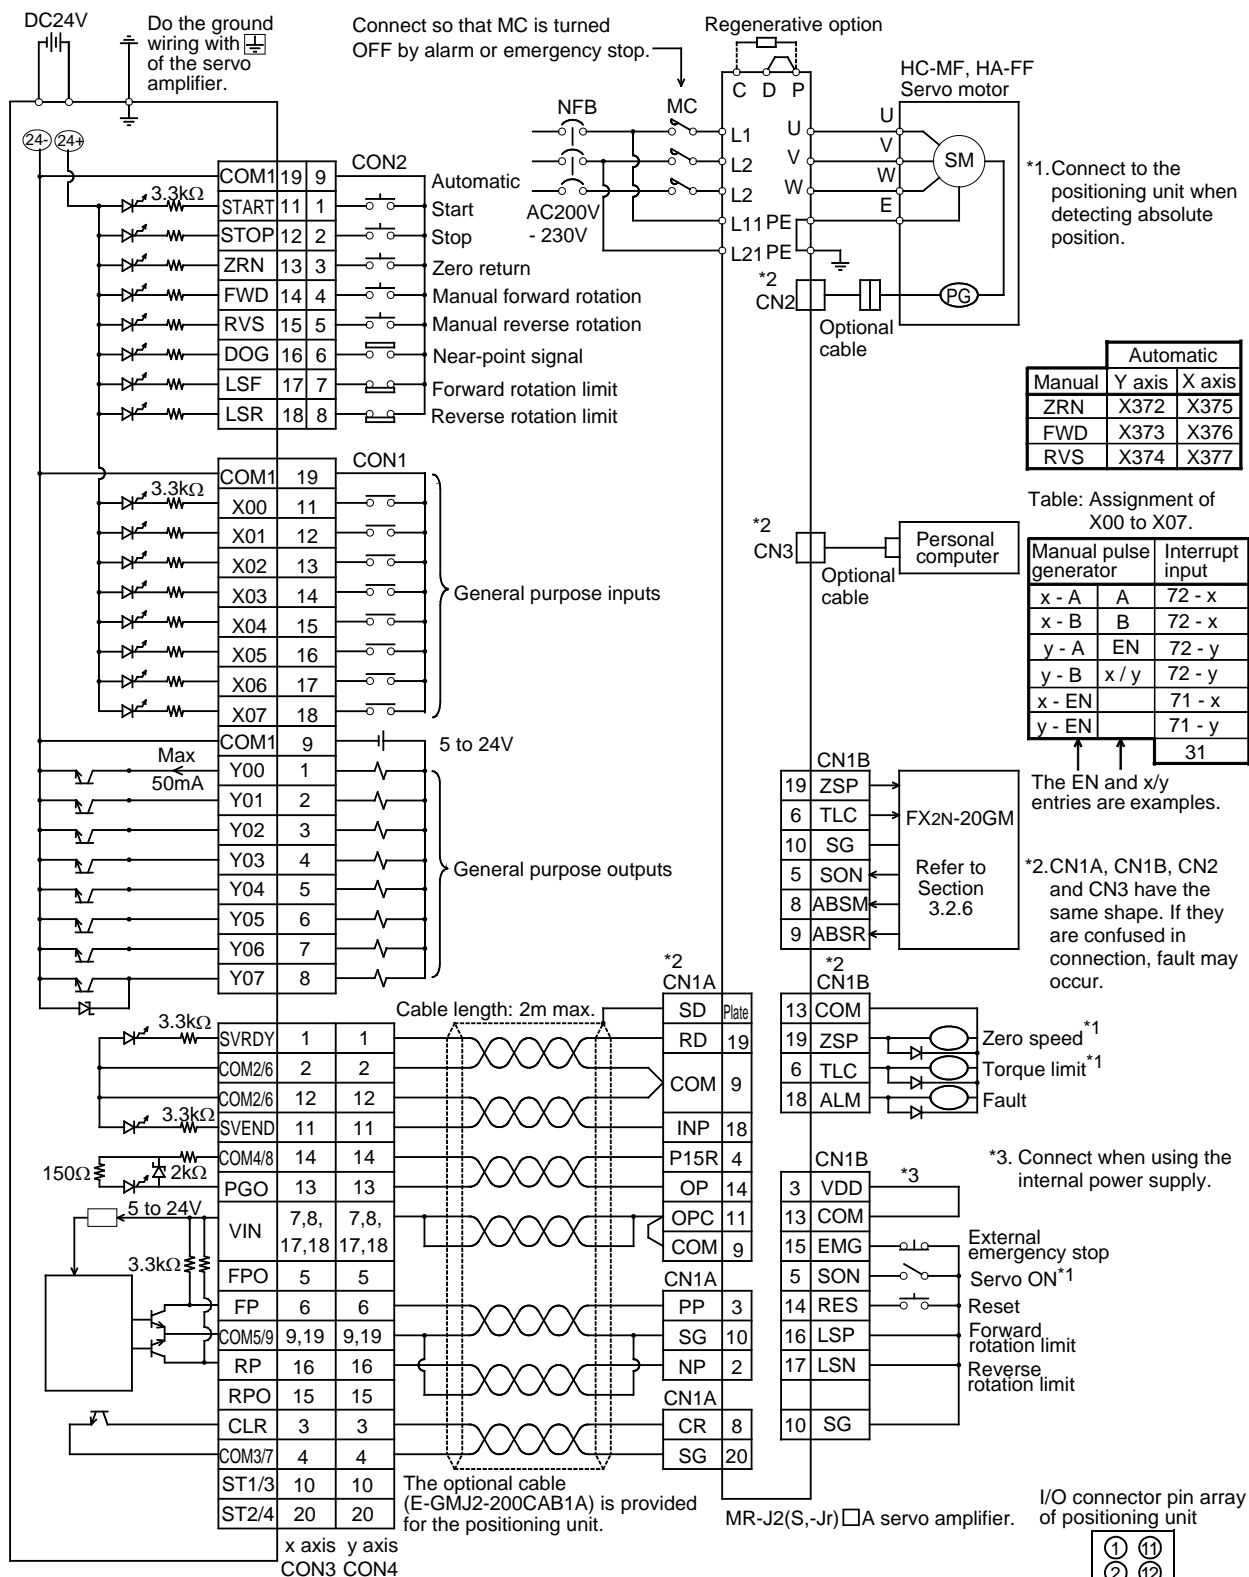 DC24V
Do the ground
wiring with
of the servo
amplifier.
Connect so that MC is turned
OFF by alarm or emergency stop.
Regenerative option
C D P
HC-MF, HA-FF
Servo motor
NFB
MC
L1
L2
L2
L11
L21
U
V
W
PE
PE
U
V
W
E
SM
PG
AC200V
- 230V
*2
CN2
Optional
cable
*1.Connect to the
positioning unit when
detecting absolute
position.
24- 24+
CON2
COM1 19 9
3.3kΩ
START 11 1
STOP 12 2
ZRN 13 3
FWD 14 4
RVS 15 5
DOG 16 6
LSF 17 7
LSR 18 8
Automatic
Start
Stop
Zero return
Manual forward rotation
Manual reverse rotation
Near-point signal
Forward rotation limit
Reverse rotation limit
Automatic
Manual Y axis X axis
ZRN X372 X375
FWD X373 X376
RVS X374 X377
CON1
COM1 19
3.3kΩ
X00 11
X01 12
X02 13
X03 14
X04 15
X05 16
X06 17
X07 18
General purpose inputs
COM1 9
5 to 24V
Max
50mA
Y00 1
Y01 2
Y02 3
Y03 4
Y04 5
Y05 6
Y06 7
Y07 8
General purpose outputs
*2
CN3
Optional
cable
Personal
computer
Table: Assignment of
X00 to X07.
Manual pulse
generator
Interrupt
input
x - A A 72 - x
x - B B 72 - x
y - A EN 72 - y
y - B x / y 72 - y
x - EN 71 - x
y - EN 71 - y
31
The EN and x/y
entries are examples.
CN1B
19 ZSP
6 TLC
10 SG
5 SON
8 ABSM
9 ABSR
FX2N-20GM
Refer to
Section
3.2.6
*2.CN1A, CN1B, CN2
and CN3 have the
same shape. If they
are confused in
connection, fault may
occur.
3.3kΩ
SVRDY 1 1
COM2/6 2 2
COM2/6 12 12
3.3kΩ
SVEND 11 11
150Ω
2kΩ
COM4/8 14 14
PGO 13 13
5 to 24V
VIN
7,8, 7,8,
17,18 17,18
3.3kΩ
FPO 5 5
FP 6 6
COM5/9 9,19 9,19
RP 16 16
RPO 15 15
CLR 3 3
COM3/7 4 4
ST1/3 10 10
ST2/4 20 20
x axis y axis
CON3 CON4
Cable length: 2m max.
The optional cable
(E-GMJ2-200CAB1A) is provided
for the positioning unit.
*2
CN1A
SD Plate
RD 19
COM 9
INP 18
P15R 4
OP 14
OPC 11
COM 9
CN1A
PP 3
SG 10
NP 2
CN1A
CR 8
SG 20
*2
CN1B
13 COM
19 ZSP
6 TLC
18 ALM
Zero speed*1
Torque limit*1
Fault
CN1B
3 VDD
13 COM
15 EMG
5 SON
14 RES
16 LSP
17 LSN
10 SG
*3
External
emergency stop
Servo ON*1
Reset
Forward
rotation limit
Reverse
rotation limit
*3. Connect when using the
internal power supply.
MR-J2(S,-Jr)□A servo amplifier.
I/O connector pin array
of positioning unit
1 11
2 12